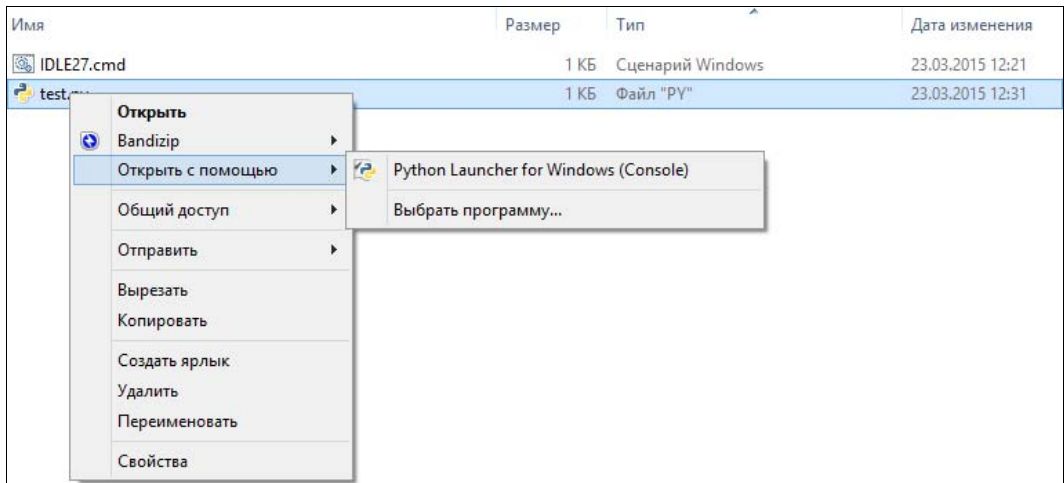 Имя Размер Тип Дата изменения
IDLE27.cmd 1 КБ Сценарий Windows 23.03.2015 12:21
test.py 1 КБ Файл "PY" 23.03.2015 12:31
Открыть
Bandizip
Открыть с помощью
Python Launcher for Windows (Console)
Выбрать программу...
Общий доступ
Отправить
Вырезать
Копировать
Создать ярлык
Удалить
Переименовать
Свойства